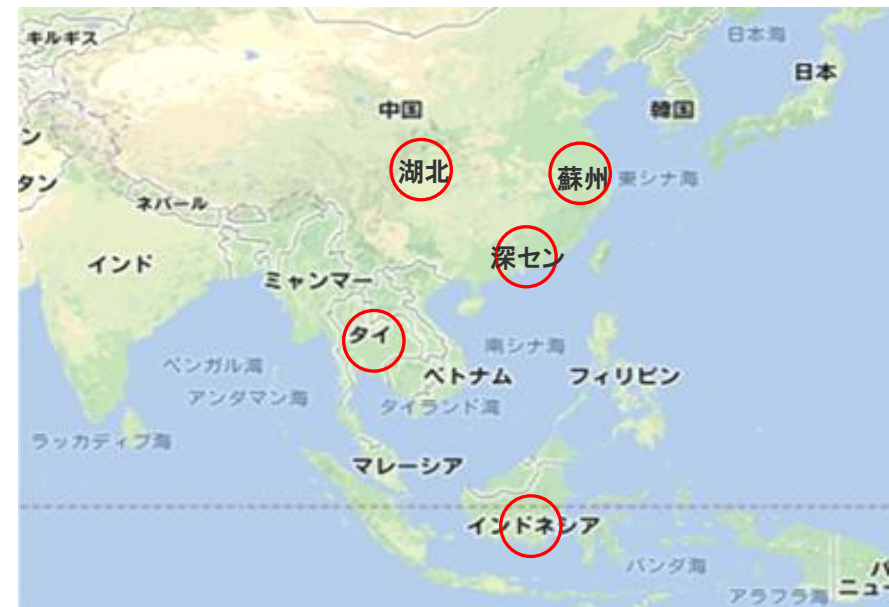 キルギス
日本海
日本
中国
韓国
ン
湖北
蘇州
東シナ海
タン
ネパール
インド
深セン
ミャンマー
タイ
南シナ海
ベンガル湾
ベトナム
フィリピン
アンダマン海
タイランド湾
ラッカディブ海
マレーシア
インドネシア
バンダ海
パ
アラフラ海
ニュー